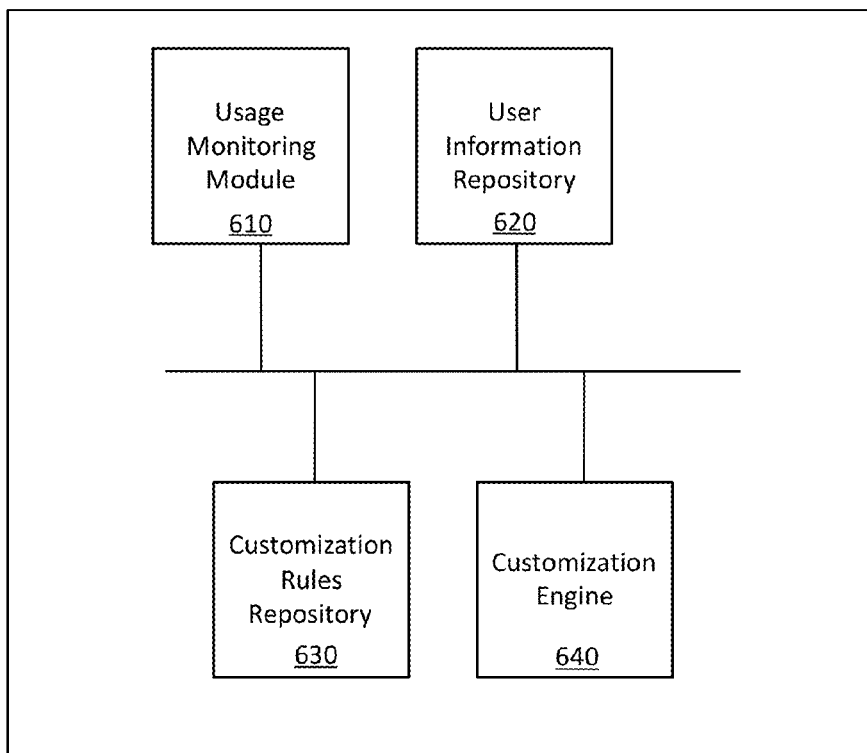 Usage
Monitoring
Module
610
User
Information
Repository
620
Customization
Rules
Repository
630
Customization
Engine
640